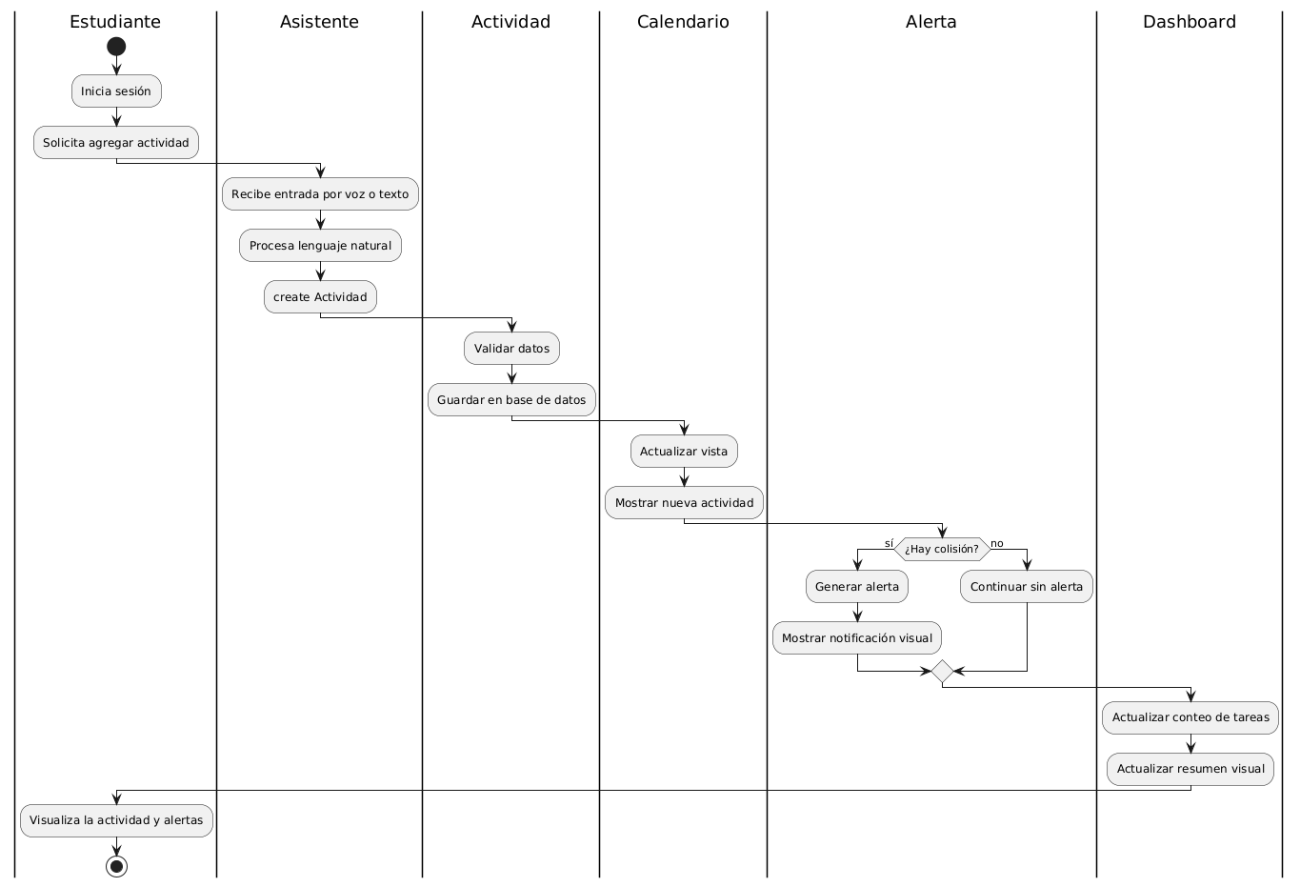 Estudiante
Asistente
Actividad
Calendario
Alerta
Dashboard
Inicia sesión
Solicita agregar actividad
Recibe entrada por voz o texto
Procesa lenguaje natural
create Actividad
Validar datos
Guardar en base de datos
Actualizar vista
Mostrar nueva actividad
sí
¿Hay colisión?
no
Generar alerta
Continuar sin alerta
Mostrar notificación visual
Actualizar conteo de tareas
Actualizar resumen visual
Visualiza la actividad y alertas